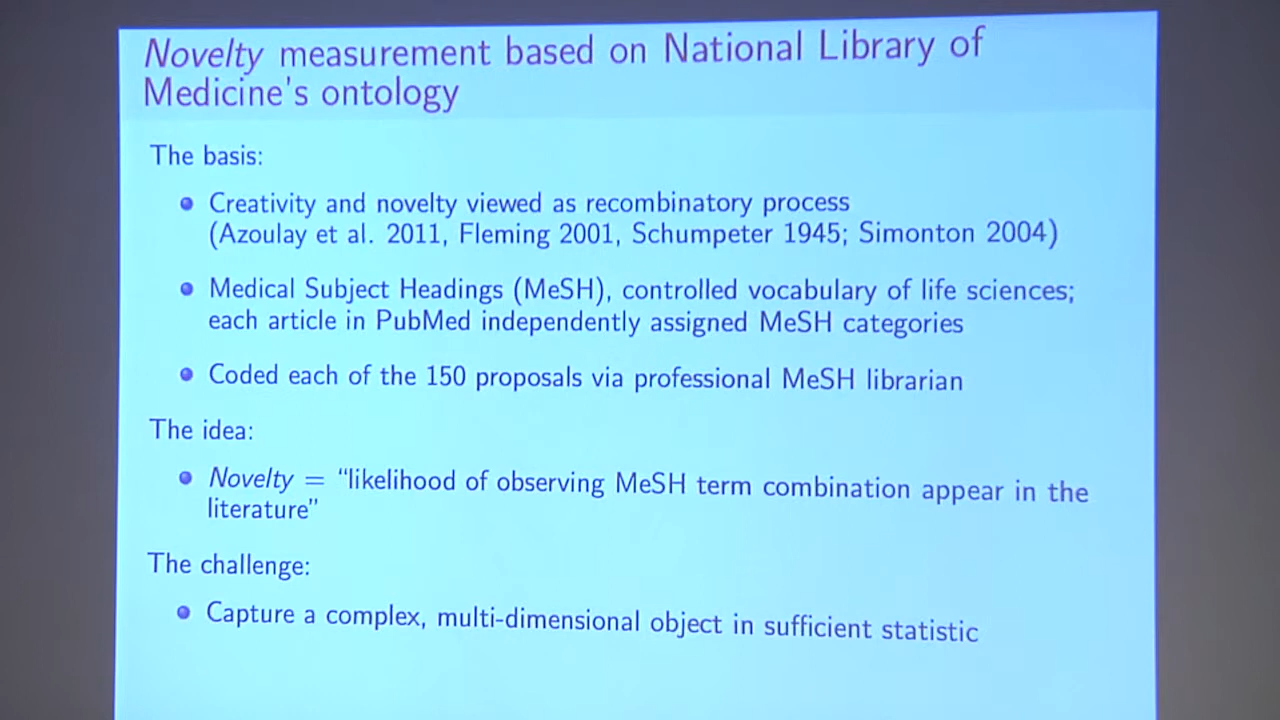 Novelty measurement based on National Library of
Medicine's ontology
The basis:
Creativity and novelty viewed as recombinatory process
(Azoulay et al. 2011, Fleming 2001, Schumpeter 1945; Simonton 2004)
Medical Subject Headings (MeSH), controlled vocabulary of life sciences;
each article in PubMed independently assigned MeSH categories
Coded each of the 150 proposals via professional MeSH librarian
The idea:
Novelty = “likelihood of observing MeSH term combination appear in the
literature”
The challenge:
Capture a complex, multi-dimensional object in sufficient statistic